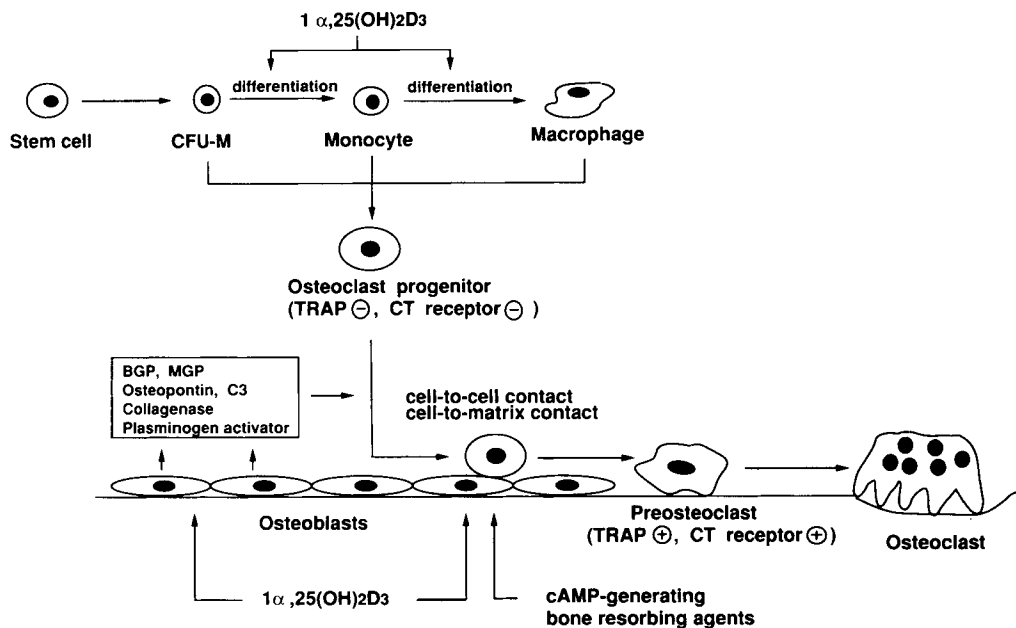 1 α,25(OH)2D3
differentiation
differentiation
Stem cell
CFU-M
Monocyte
Macrophage
Osteoclast progenitor
(TRAP ⊖, CT receptor ⊖ )
BGP, MGP
Osteopontin, C3
Collagenase
Plasminogen activator
cell-to-cell contact
cell-to-matrix contact
Osteoblasts
Preosteoclast
(TRAP ⊕, CT receptor ⊕ )
Osteoclast
1α ,25(OH)2D3
cAMP-generating
bone resorbing agents